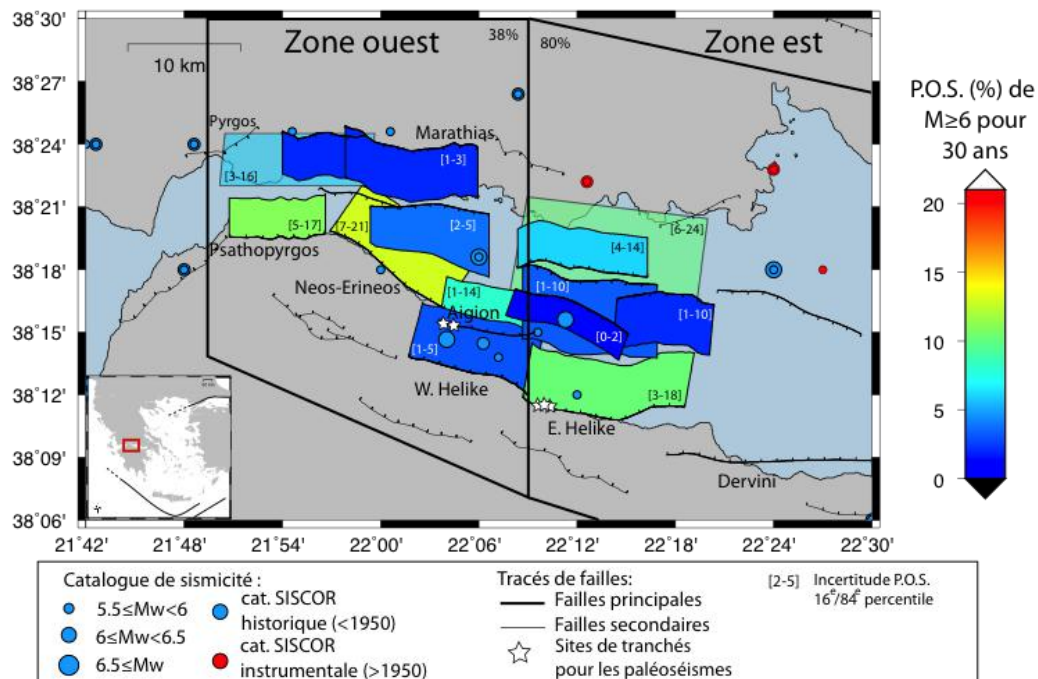 38°30'
38°27'
38°24'
38°21'
38°18'
38°15'
38°12'
38°09'
38°06'
21°42'
21°48'
21°54'
22°00'
22°06'
22°12'
22°18'
22°24'
22°30'
Zone ouest
38%
80%
Zone est
10 km
Pyrgos
Marathias
[1-3]
[3-16]
[5-17]
[7-21]
[2-5]
[6-24]
[4-14]
Psathopyrgos
Neos-Erineos
[1-14]
[1-10]
Aigion
[1-10]
[0-2]
[1-5]
W. Helike
[3-18]
E. Helike
Dervini
P.O.S. (%) de
M≥6 pour
30 ans
20
15
10
5
0
Catalogue de sismicité :
5.5≤Mw<6
6≤Mw<6.5
6.5≤Mw
cat. SISCOR
historique (<1950)
cat. SISCOR
instrumentale (>1950)
Tracés de failles:
Failles principales
Failles secondaires
Sites de tranchés
pour les paléoséismes
[2-5] Incertitude P.O.S.
16e/84e percentile